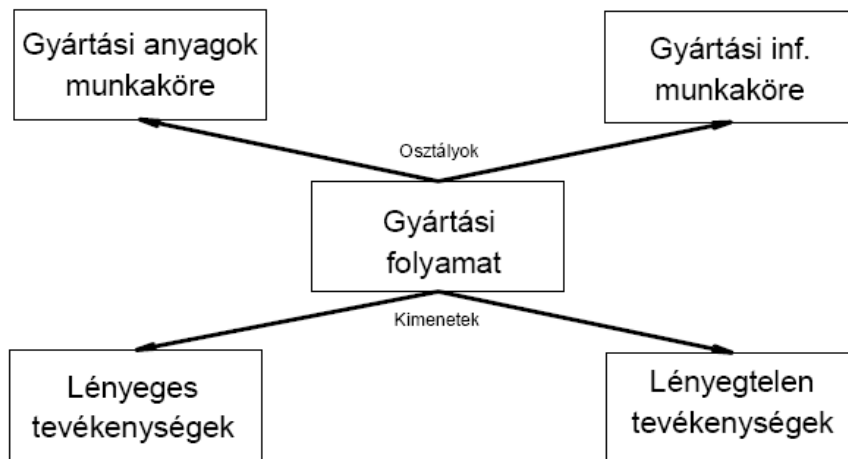 Gyártási anyagok
munkaköre
Gyártási inf.
munkaköre
Osztályok
Gyártási
folyamat
Kimenetek
Lényeges
tevékenységek
Lényegtelen
tevékenységek